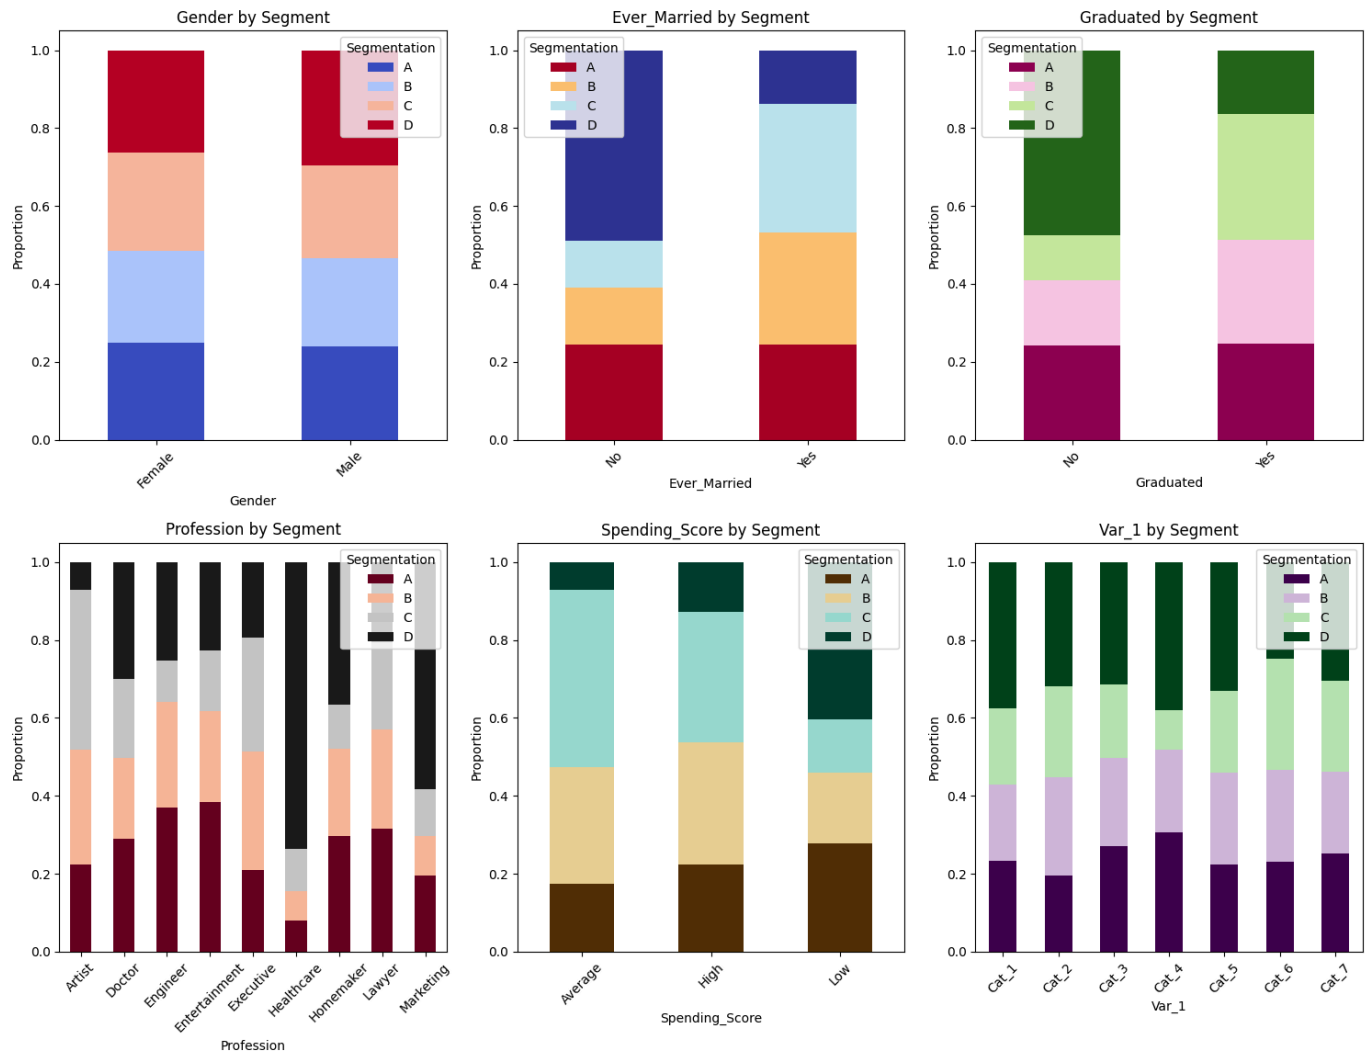 Gender by Segment
1.0
0.8
0.6
0.4
0.2
0.0
Proportion
Segmentation
A
B
C
D
Female
Male
Gender
Ever_Married by Segment
1.0
0.8
0.6
0.4
0.2
0.0
Proportion
Segmentation
A
B
C
D
No
Yes
Ever_Married
Graduated by Segment
1.0
0.8
0.6
0.4
0.2
0.0
Proportion
Segmentation
A
B
C
D
No
Yes
Graduated
Profession by Segment
1.0
0.8
0.6
0.4
0.2
0.0
Proportion
Segmentation
A
B
C
D
Artist
Doctor
Engineer
Entertainment
Executive
Healthcare
Homemaker
Lawyer
Marketing
Profession
Spending_Score by Segment
1.0
0.8
0.6
0.4
0.2
0.0
Proportion
Segmentation
A
B
C
D
Average
High
Low
Spending_Score
Var_1 by Segment
1.0
0.8
0.6
0.4
0.2
0.0
Proportion
Segmentation
A
B
C
D
Cat_1
Cat_2
Cat_3
Cat_4
Cat_5
Cat_6
Cat_7
Var_1